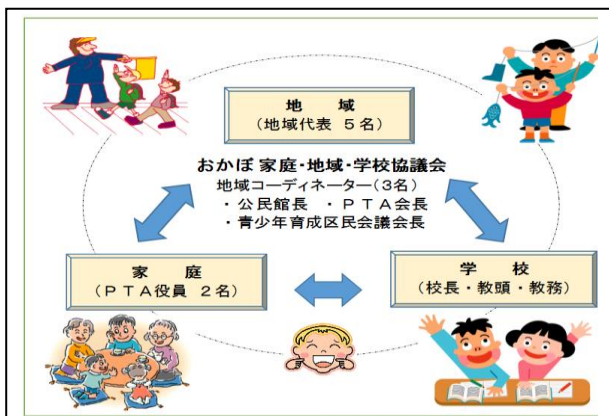 地　域
（地域代表 ５名）
おかぼ 家庭・地域・学校協議会
地域コーディネーター（３名）
・公民館長　・ＰＴＡ会長
・青少年育成区民会議会長
家　庭
（ＰＴＡ役員 ２名）
学　校
（校長・教頭・教務）